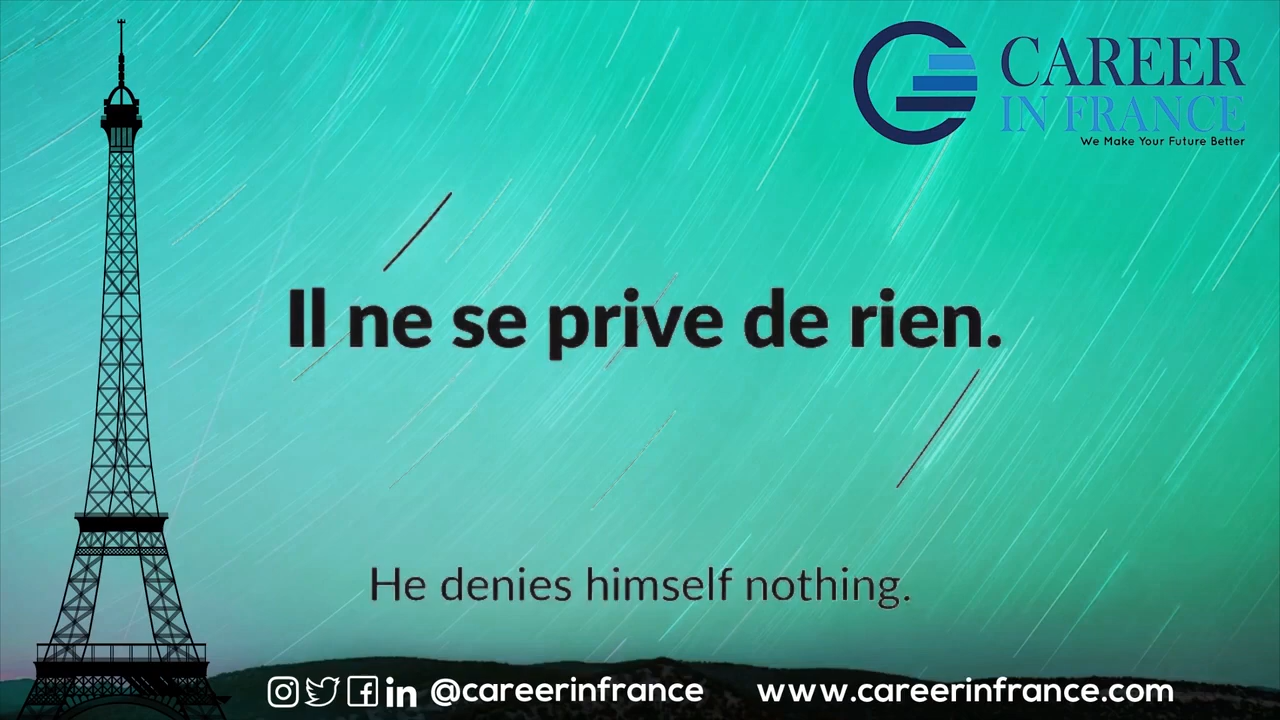 CAREER
IN FRANCE
We Make Your Future Better
Il ne se prive de rien.
He denies himself nothing.
@careerinfrance www.careerinfrance.com